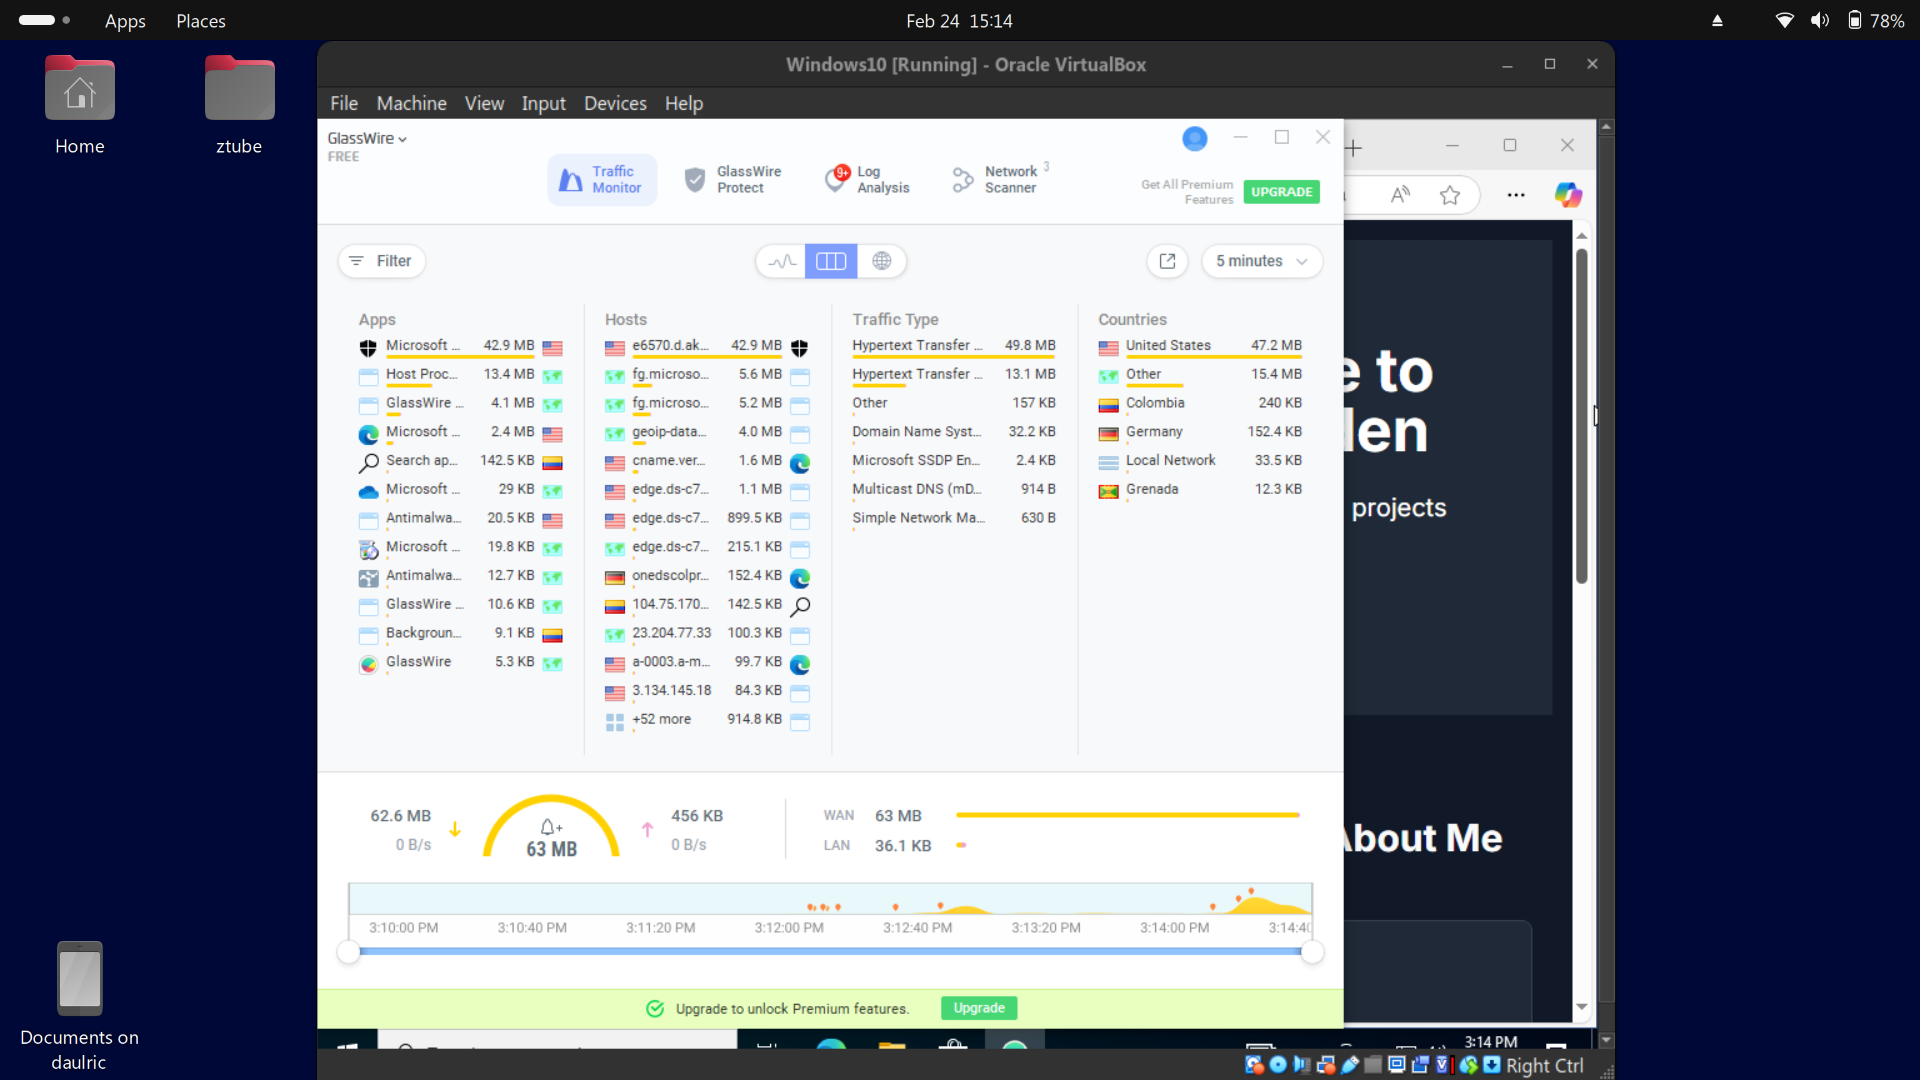 Apps Places
Feb 24 15:14
78%
Home
ztube
Documents on
daulric
Windows10 [Running] - Oracle VirtualBox
File Machine View Input Devices Help
GlassWire
FREE
Traffic
Monitor
GlassWire
Protect
9+
Log
Analysis
Network 3
Scanner
Get All Premium
Features
UPGRADE
Filter
5 minutes
Apps
Microsoft ... 42.9 MB
Host Proc... 13.4 MB
GlassWire ... 4.1 MB
Microsoft ... 2.4 MB
Search ap... 142.5 KB
Microsoft ... 29 KB
Antimalwa... 20.5 KB
Microsoft ... 19.8 KB
Antimalwa... 12.7 KB
GlassWire ... 10.6 KB
Backgroun... 9.1 KB
GlassWire 5.3 KB
Hosts
e6570.d.ak... 42.9 MB
fg.microso... 5.6 MB
fg.microso... 5.2 MB
geoip-data... 4.0 MB
cname.ver... 1.6 MB
edge.ds-c7... 1.1 MB
edge.ds-c7... 899.5 KB
edge.ds-c7... 215.1 KB
onedscolpr... 152.4 KB
104.75.170... 142.5 KB
23.204.77.33 100.3 KB
a-0003.a-m... 99.7 KB
3.134.145.18 84.3 KB
+52 more 914.8 KB
Traffic Type
Hypertext Transfer ... 49.8 MB
Hypertext Transfer ... 13.1 MB
Other 157 KB
Domain Name Syst... 32.2 KB
Microsoft SSDP En... 2.4 KB
Multicast DNS (mD... 914 B
Simple Network Ma... 630 B
Countries
United States 47.2 MB
Other 15.4 MB
Colombia 240 KB
Germany 152.4 KB
Local Network 33.5 KB
Grenada 12.3 KB
62.6 MB
0 B/s
63 MB
456 KB
0 B/s
WAN 63 MB
LAN 36.1 KB
3:10:00 PM 3:10:40 PM 3:11:20 PM 3:12:00 PM 3:12:40 PM 3:13:20 PM 3:14:00 PM 3:14:40
Upgrade to unlock Premium features.
Upgrade
e to
len
projects
About Me
3:14 PM
Right Ctrl